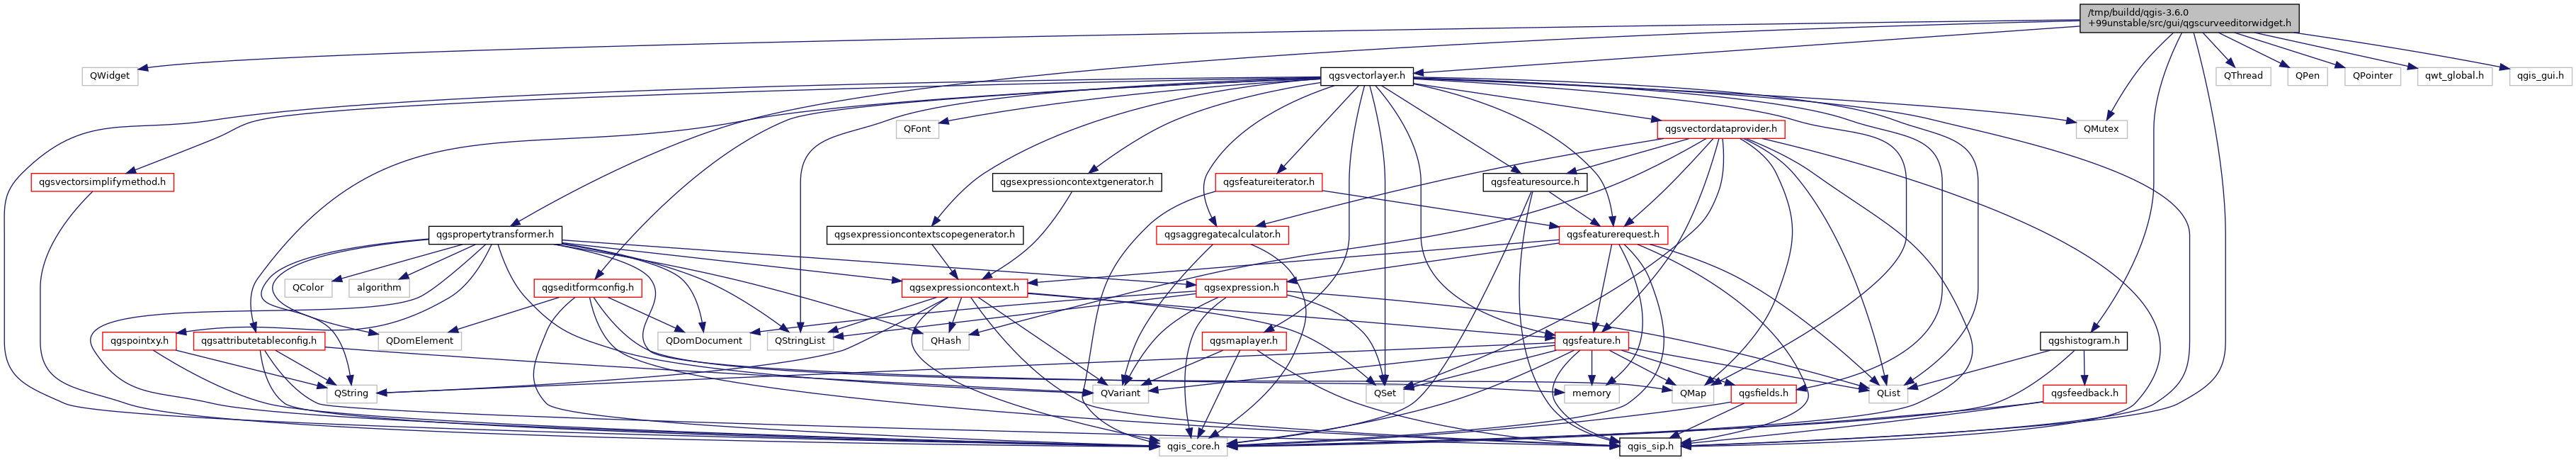 /tmp/buildd/qgis-3.6.0
+99unstable/src/gui/qgscurveeditorwidget.h
QWidget
qgsvectorlayer.h
QThread
QPen
QPointer
qwt_global.h
qgis_gui.h
QFont
qgsvectordataprovider.h
QMutex
qgsvectorsimplifymethod.h
qgsexpressioncontextgenerator.h
qgsfeatureiterator.h
qgsfeaturesource.h
qgspropertytransformer.h
qgsexpressioncontextscopegenerator.h
qgsaggregatecalculator.h
qgsfeaturerequest.h
QColor
algorithm
qgseditformconfig.h
qgsexpressioncontext.h
qgsexpression.h
qgspointxy.h
qgsattributetableconfig.h
QDomElement
QDomDocument
QStringList
QHash
qgsmaplayer.h
qgsfeature.h
qgshistogram.h
QString
QVariant
QSet
memory
QMap
qgsfields.h
QList
qgsfeedback.h
qgis_core.h
qgis_sip.h